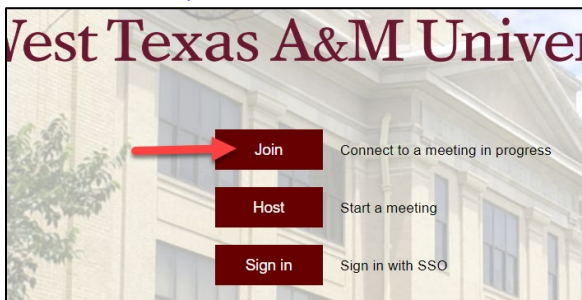 West Texas A&M Univer
Join Connect to a meeting in progress
Host Start a meeting
Sign in Sign in with SSO